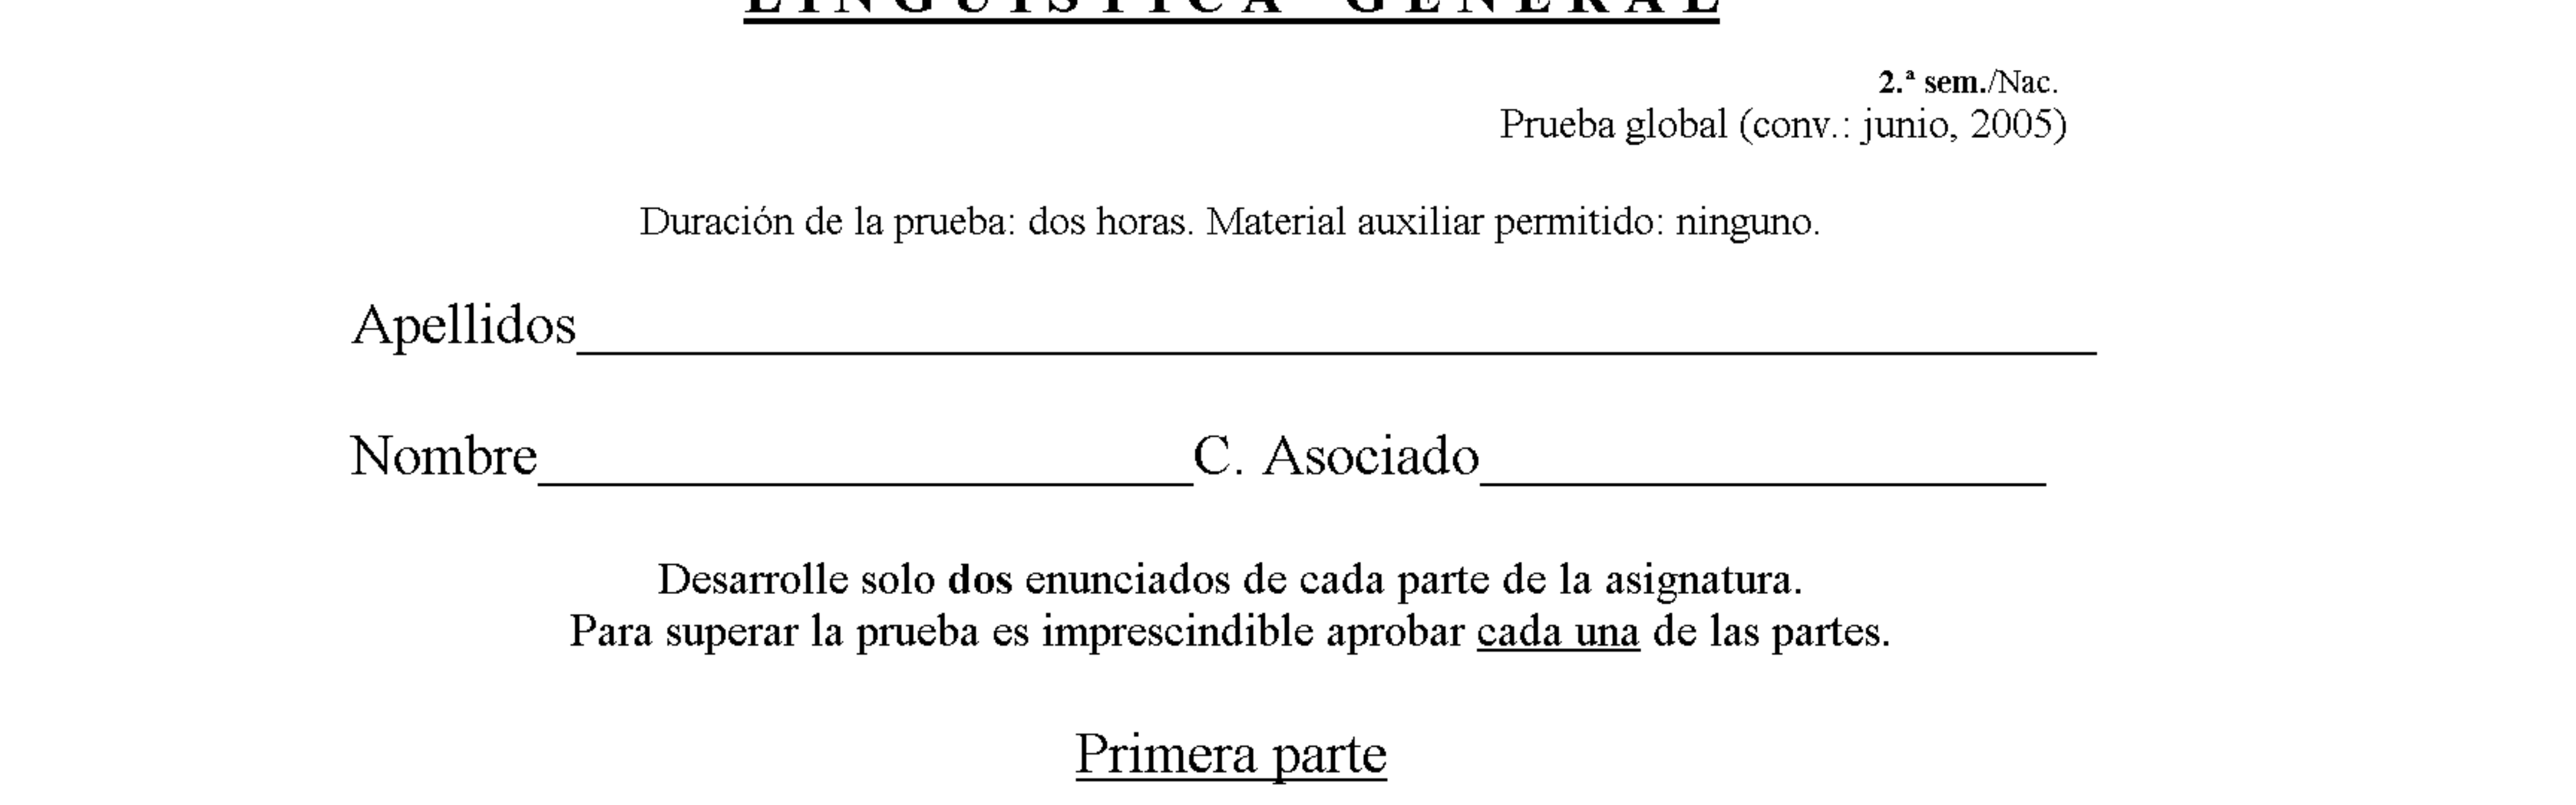 LINGÜÍSTICA GENERAL
2.ª sem./Nac.
Prueba global (conv.: junio, 2005)
Duración de la prueba: dos horas. Material auxiliar permitido: ninguno.
Apellidos
Nombre C. Asociado
Desarrolle solo dos enunciados de cada parte de la asignatura.
Para superar la prueba es imprescindible aprobar cada una de las partes.
Primera parte